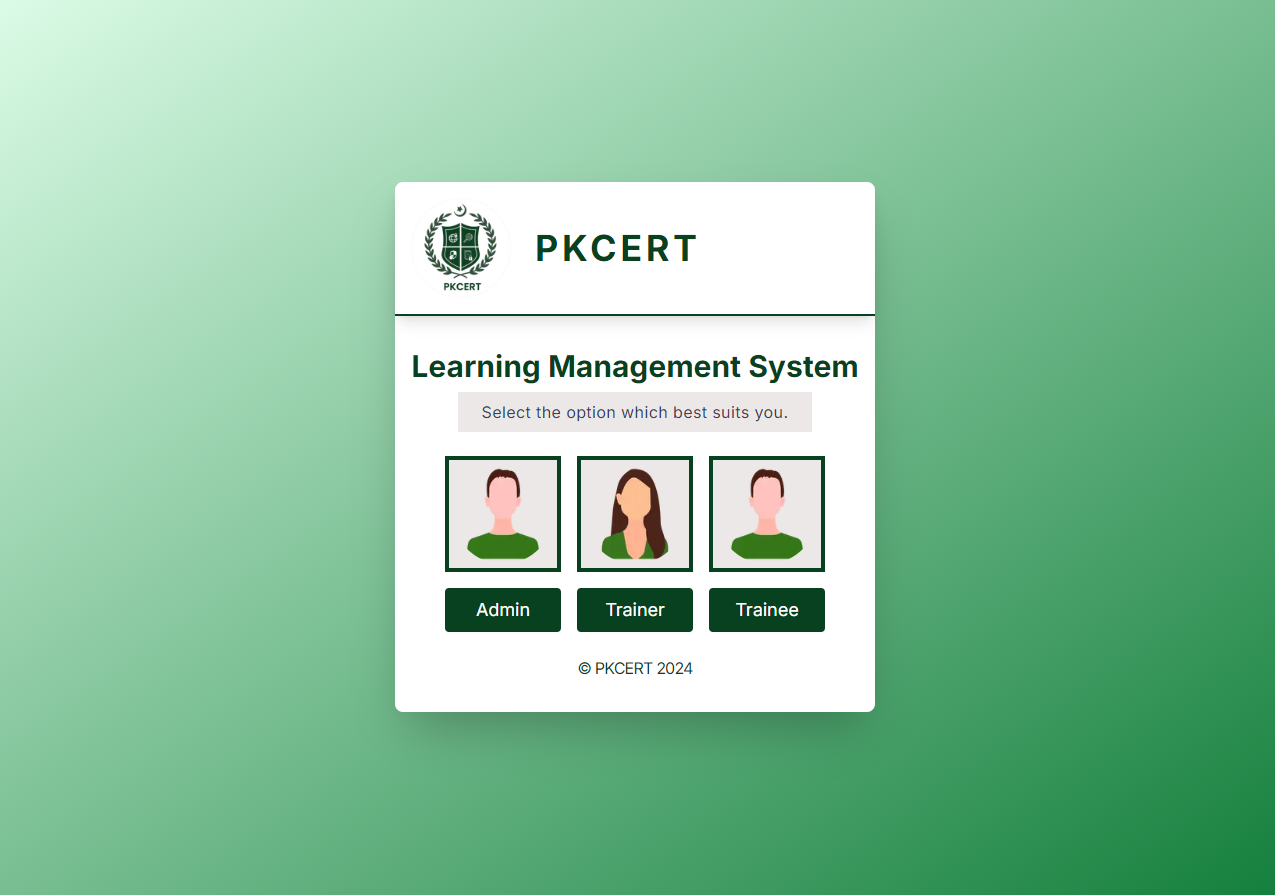 PKCERT
PKCERT
Learning Management System
Select the option which best suits you.
Admin
Trainer
Trainee
© PKCERT 2024